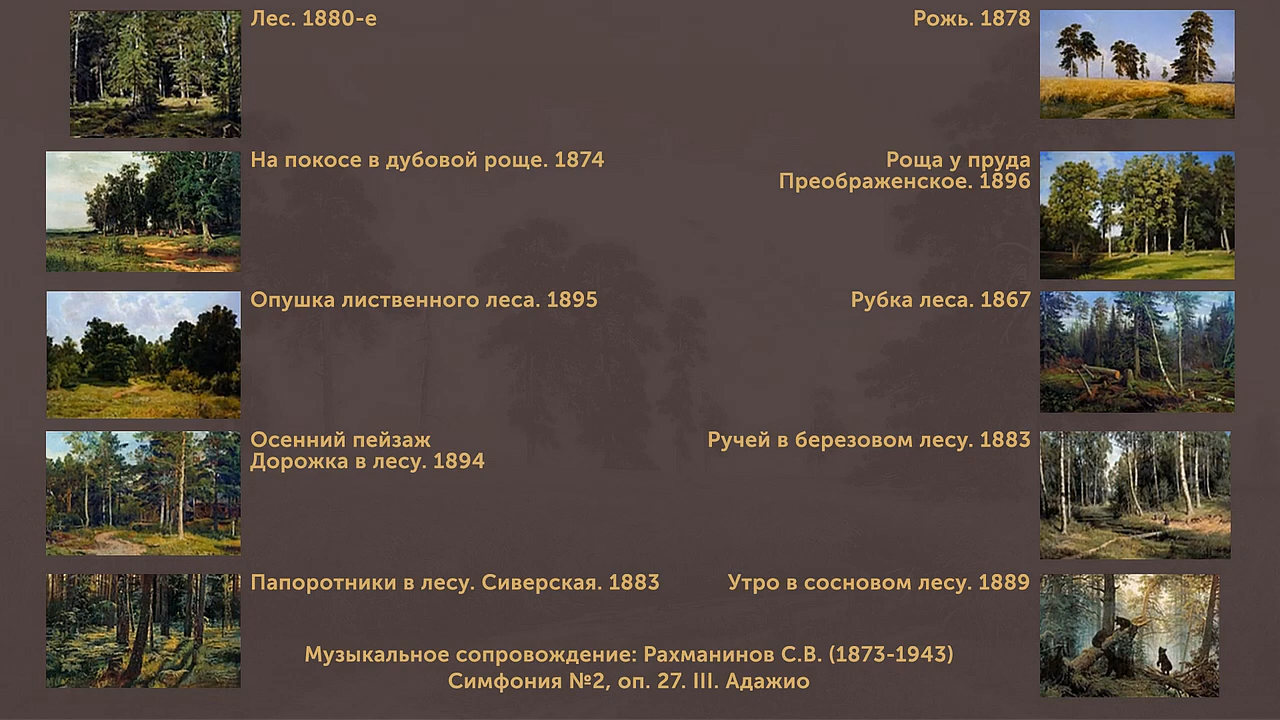 Лес. 1880-е
Рожь. 1878
На покосе в дубовой роще. 1874
Роща у пруда
Преображенское. 1896
Опушка лиственного леса. 1895
Рубка леса. 1867
Осенний пейзаж
Дорожка в лесу. 1894
Ручей в березовом лесу. 1883
Папоротники в лесу. Сиверская. 1883
Утро в сосновом лесу. 1889
Музыкальное сопровождение: Рахманинов С.В. (1873-1943)
Симфония №2, оп. 27. III. Адажио